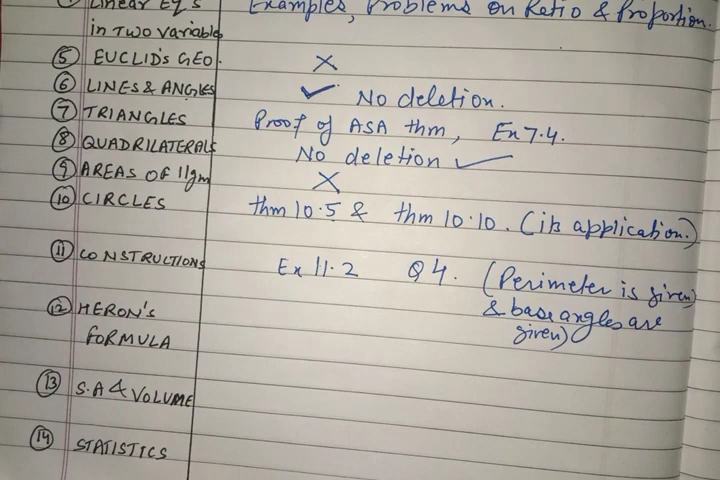 ④ Linear Eq's Examples, Problems on Ratio & Proportion.
in Two Variable
⑤ EUCLID's GEO. X
⑥ LINES & ANGLES ✓ No deletion.
⑦ TRIANGLES Proof of ASA thm, Ex 7.4.
⑧ QUADRILATERALS No deletion ✓
⑨ AREAS OF llgm X
⑩ CIRCLES thm 10.5 & thm 10.10. (its application.)
⑪ CONSTRUCTIONS Ex 11.2 Q4. (Perimeter is given
& base angles are
given)
⑫ HERON'S
FORMULA
⑬ S.A & VOLUME
⑭ STATISTICS